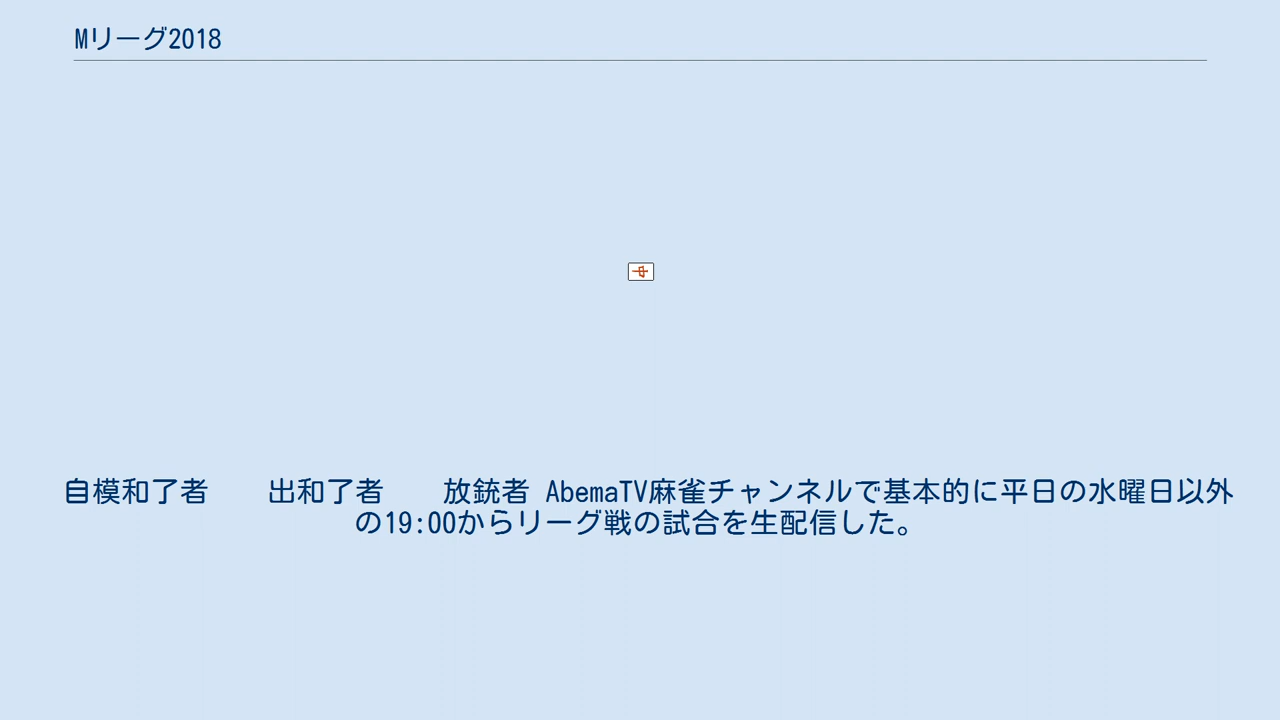 Mリーグ2018
中
自模和了者　　出和了者　　放銃者 AbemaTV麻雀チャンネルで基本的に平日の水曜日以外
の19:00からリーグ戦の試合を生配信した。